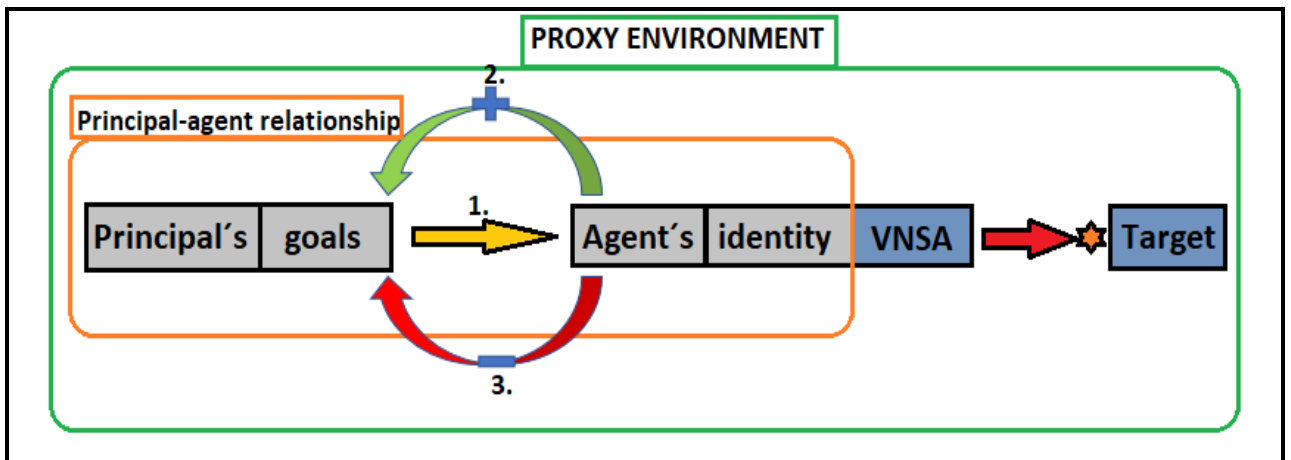 PROXY ENVIRONMENT
2.
Principal-agent relationship
1.
Principal´s goals
Agent´s identity VNSA
Target
3.